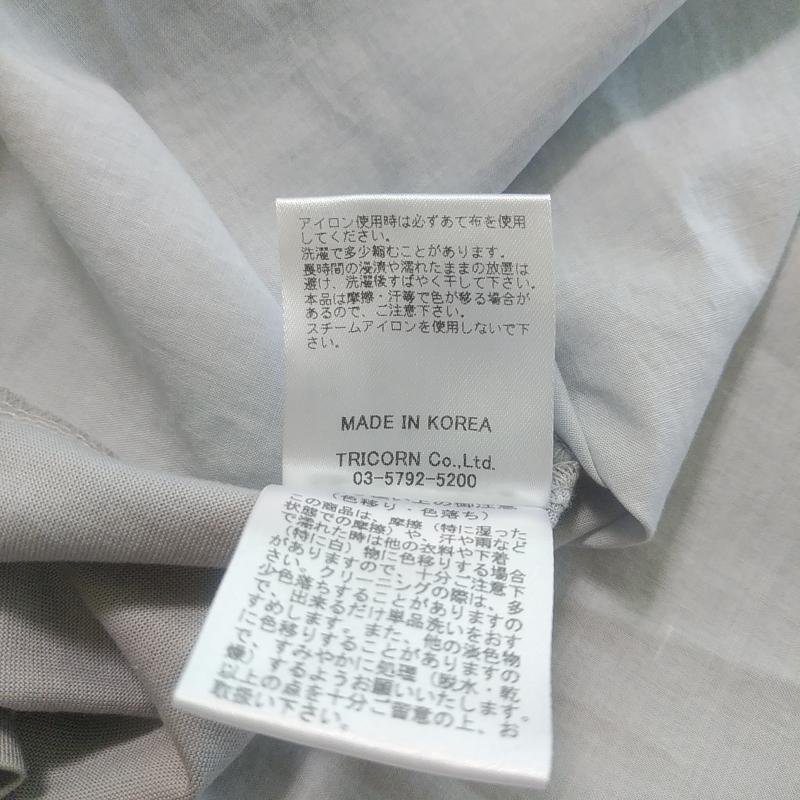 アイロン使用時は必ずあて布を使用
してください。
洗濯で多少縮むことがあります。
長時間の浸漬や濡れたままの放置は
避け、洗濯後すばやく干して下さい。
本品は摩擦・汗等で色が移る場合が
あるので、ご注意下さい。
スチームアイロンを使用しないで下
さい。
MADE IN KOREA
TRICORN Co.,Ltd.
03-5792-5200
い上の御注意
(色移り・色落ち)
この商品は、摩擦(特に湿った
状態での摩擦)や、汗や雨など
で濡れた時は他の衣料や下着
(特に白)物に色移りする場合
がありますので十分ご注意下
さい。クリーニングの際は、多
少色落ちすることがありますの
で、出来るだけ単品洗いをおす
すめします。また、他の淡色物
に色移りすることがありますの
で、すみやかに処理(脱水・乾
燥)するようお願いいたします。
以上の点を十分ご留意の上、お
取扱い下さい。